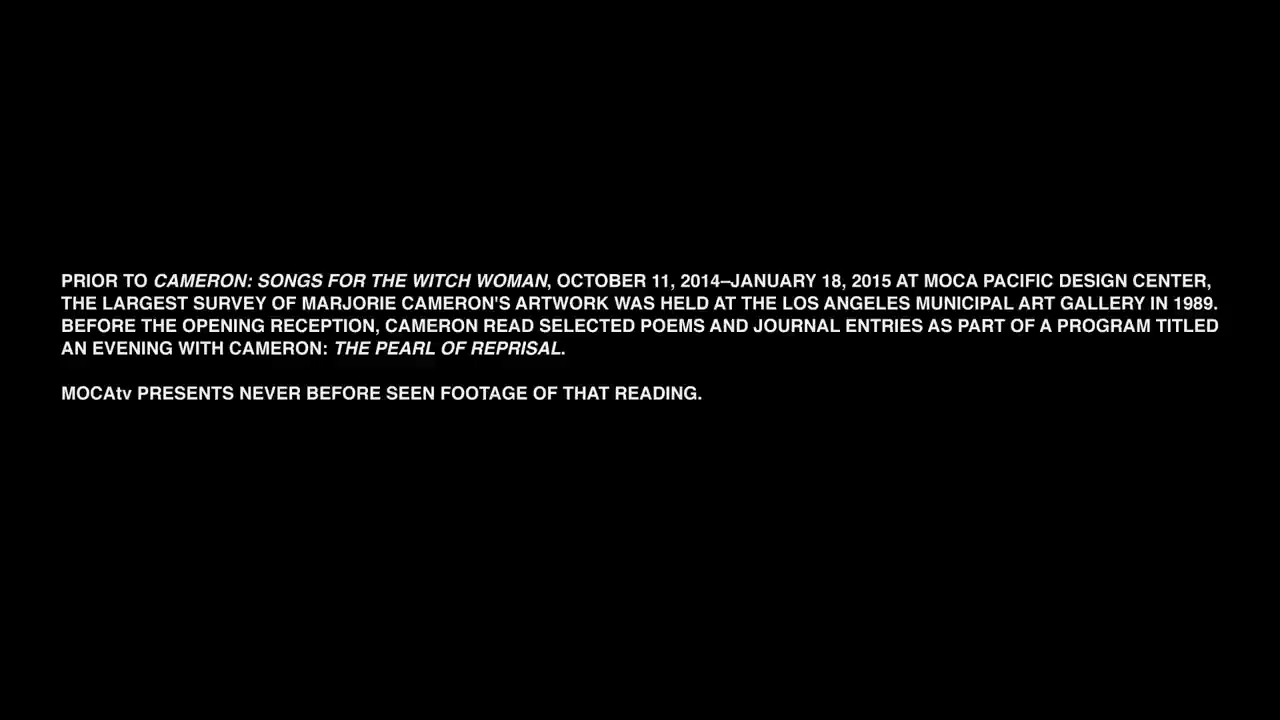 PRIOR TO CAMERON: SONGS FOR THE WITCH WOMAN, OCTOBER 11, 2014–JANUARY 18, 2015 AT MOCA PACIFIC DESIGN CENTER,
THE LARGEST SURVEY OF MARJORIE CAMERON'S ARTWORK WAS HELD AT THE LOS ANGELES MUNICIPAL ART GALLERY IN 1989.
BEFORE THE OPENING RECEPTION, CAMERON READ SELECTED POEMS AND JOURNAL ENTRIES AS PART OF A PROGRAM TITLED
AN EVENING WITH CAMERON: THE PEARL OF REPRISAL.
MOCAtv PRESENTS NEVER BEFORE SEEN FOOTAGE OF THAT READING.